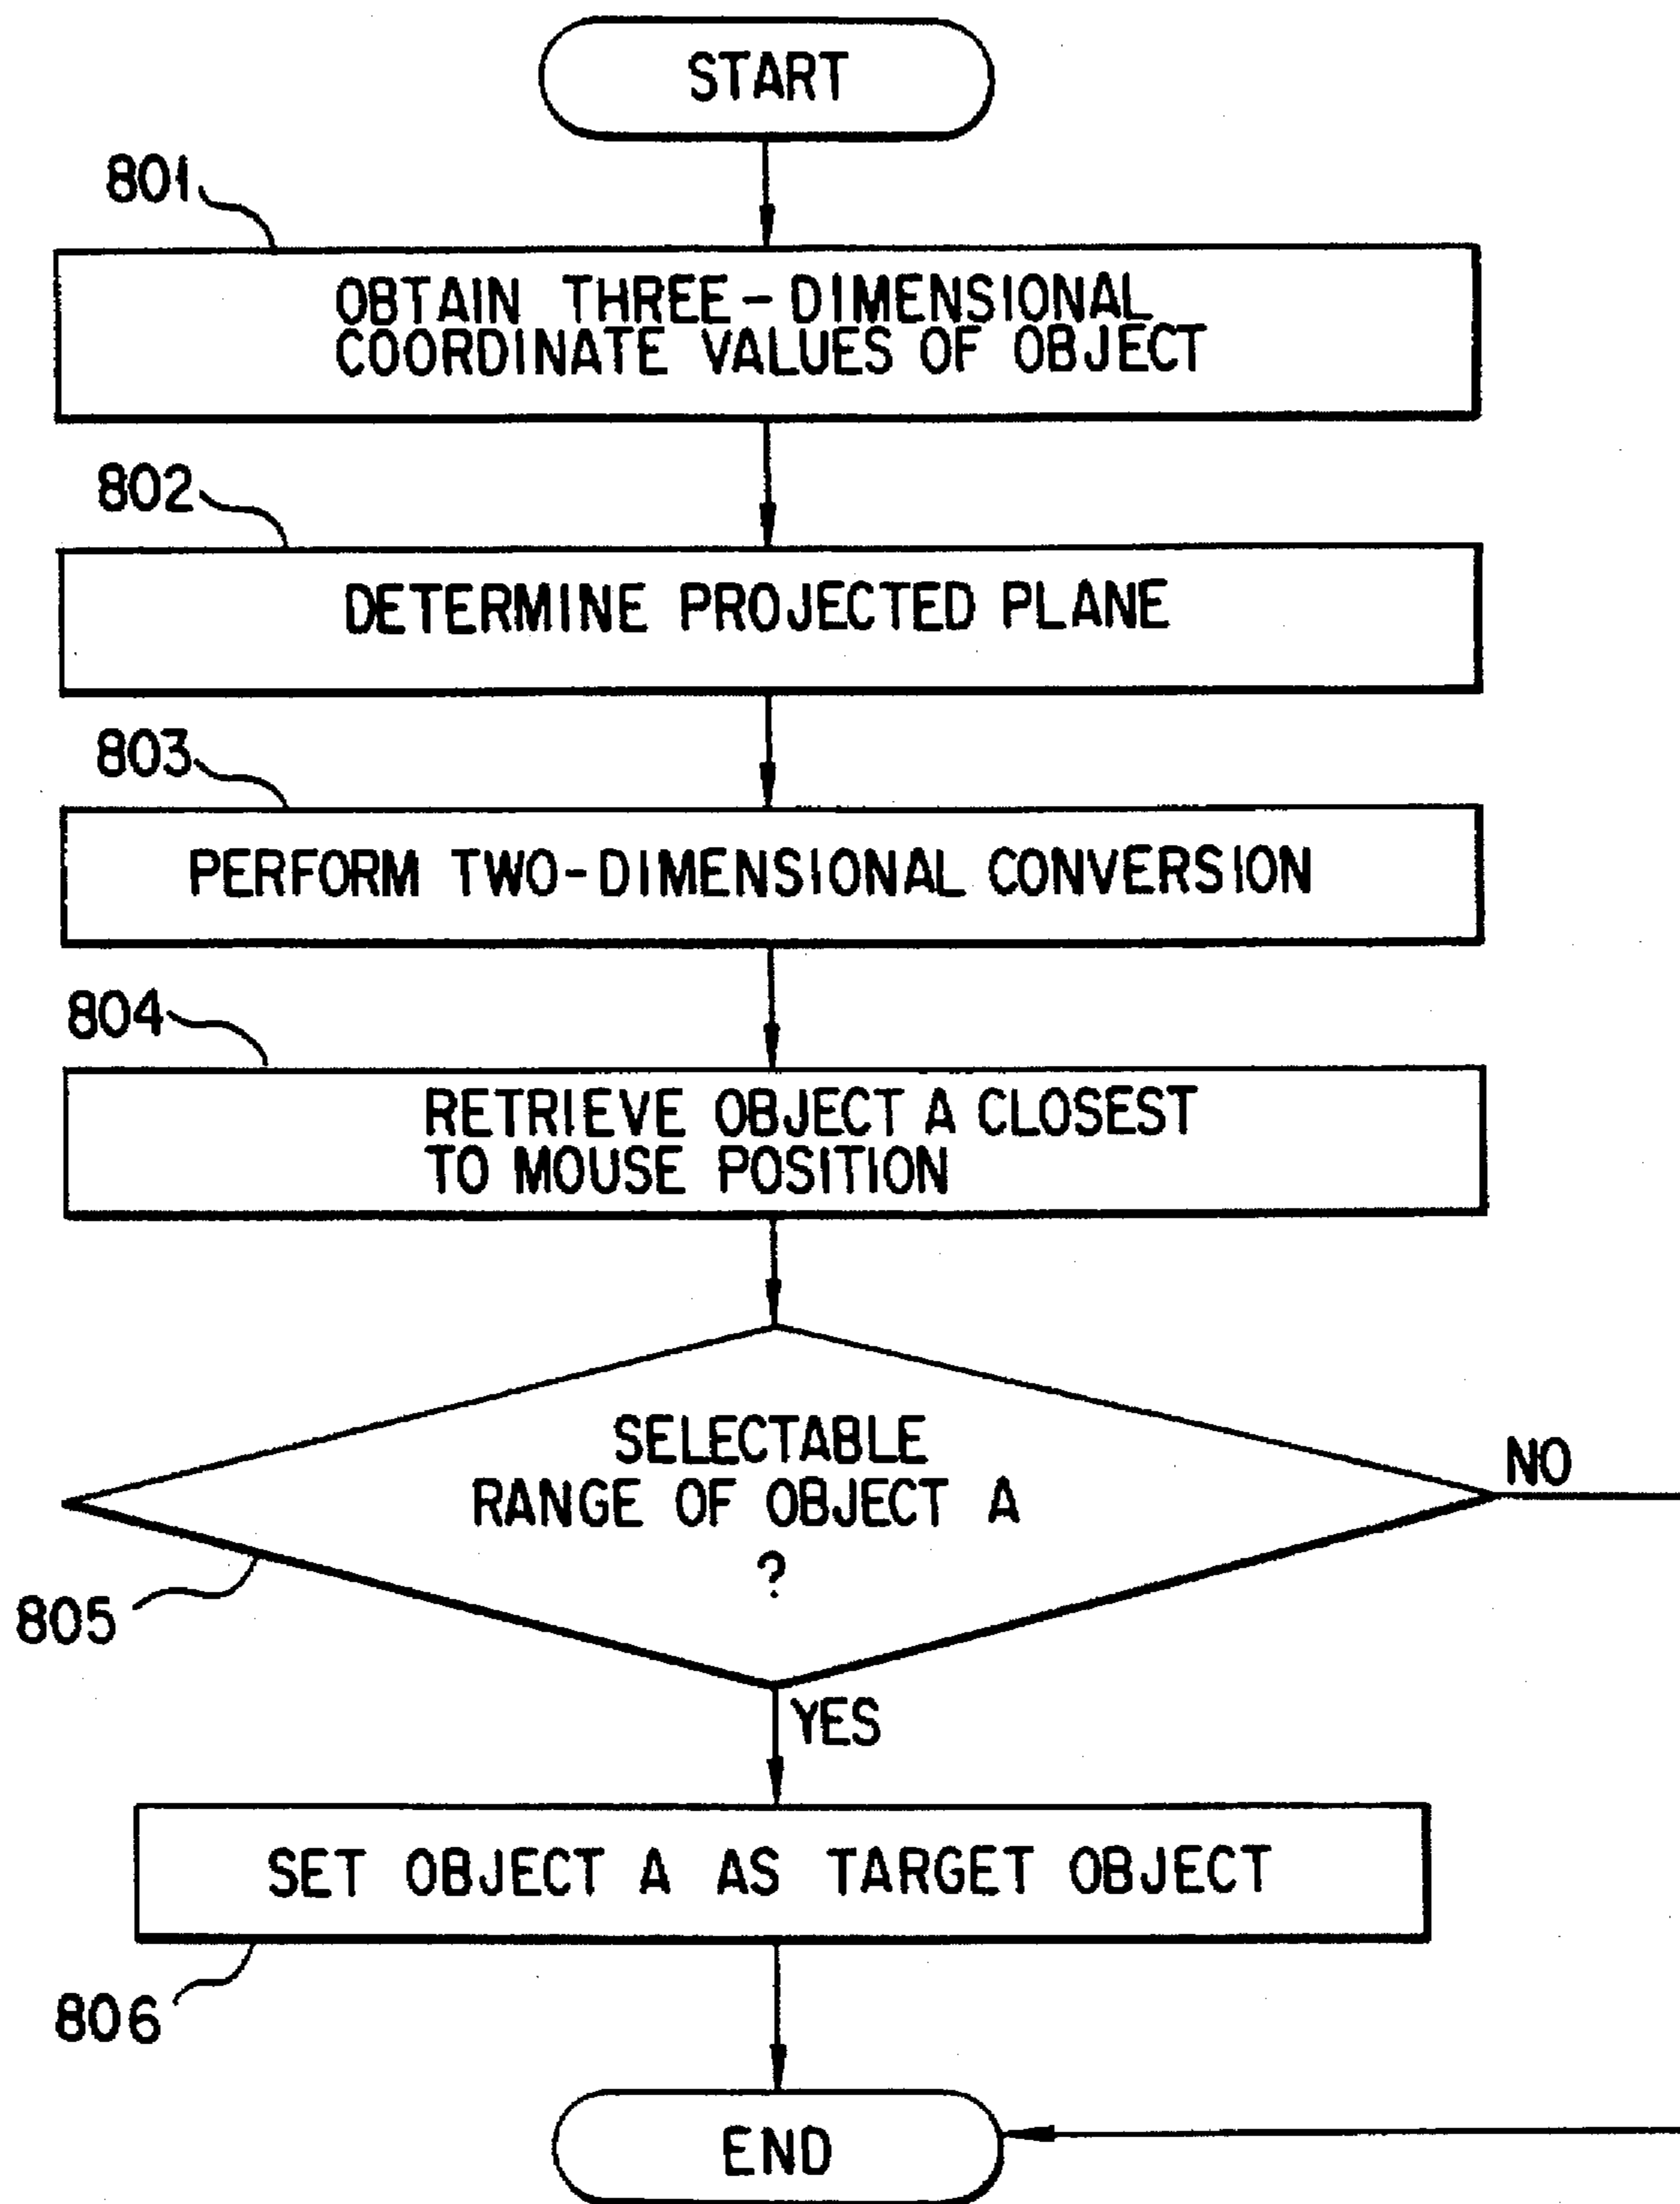 START
801
OBTAIN THREE-DIMENSIONAL
COORDINATE VALUES OF OBJECT
802
DETERMINE PROJECTED PLANE
803
PERFORM TWO-DIMENSIONAL CONVERSION
804
RETRIEVE OBJECT A CLOSEST
TO MOUSE POSITION
SELECTABLE
RANGE OF OBJECT A
?
NO
805
YES
SET OBJECT A AS TARGET OBJECT
806
END